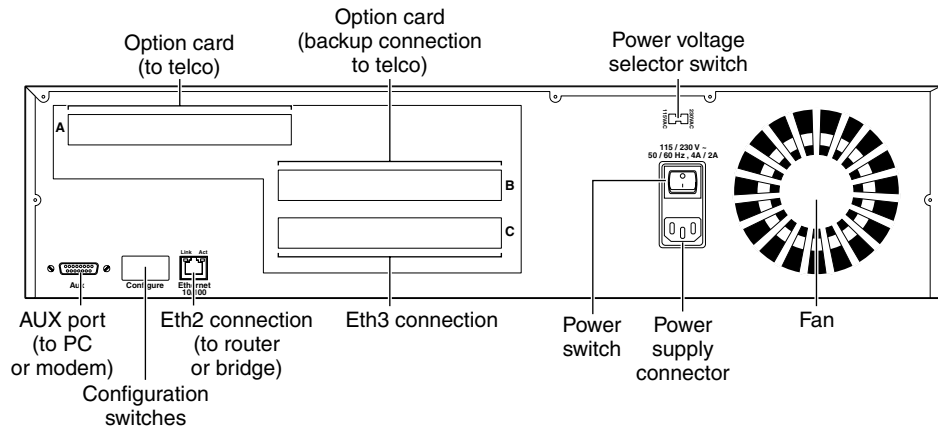 Option card
(to telco)
Option card
(backup connection
to telco)
Power voltage
selector switch
A
115VAC
230VAC
115 / 230 V ~
50 / 60 Hz , 4A / 2A
B
C
Link Act
Aux
Configure
Ethernet
10/100
AUX port
(to PC
or modem)
Configuration
switches
Eth2 connection
(to router
or bridge)
Eth3 connection
Power
switch
Power
supply
connector
Fan